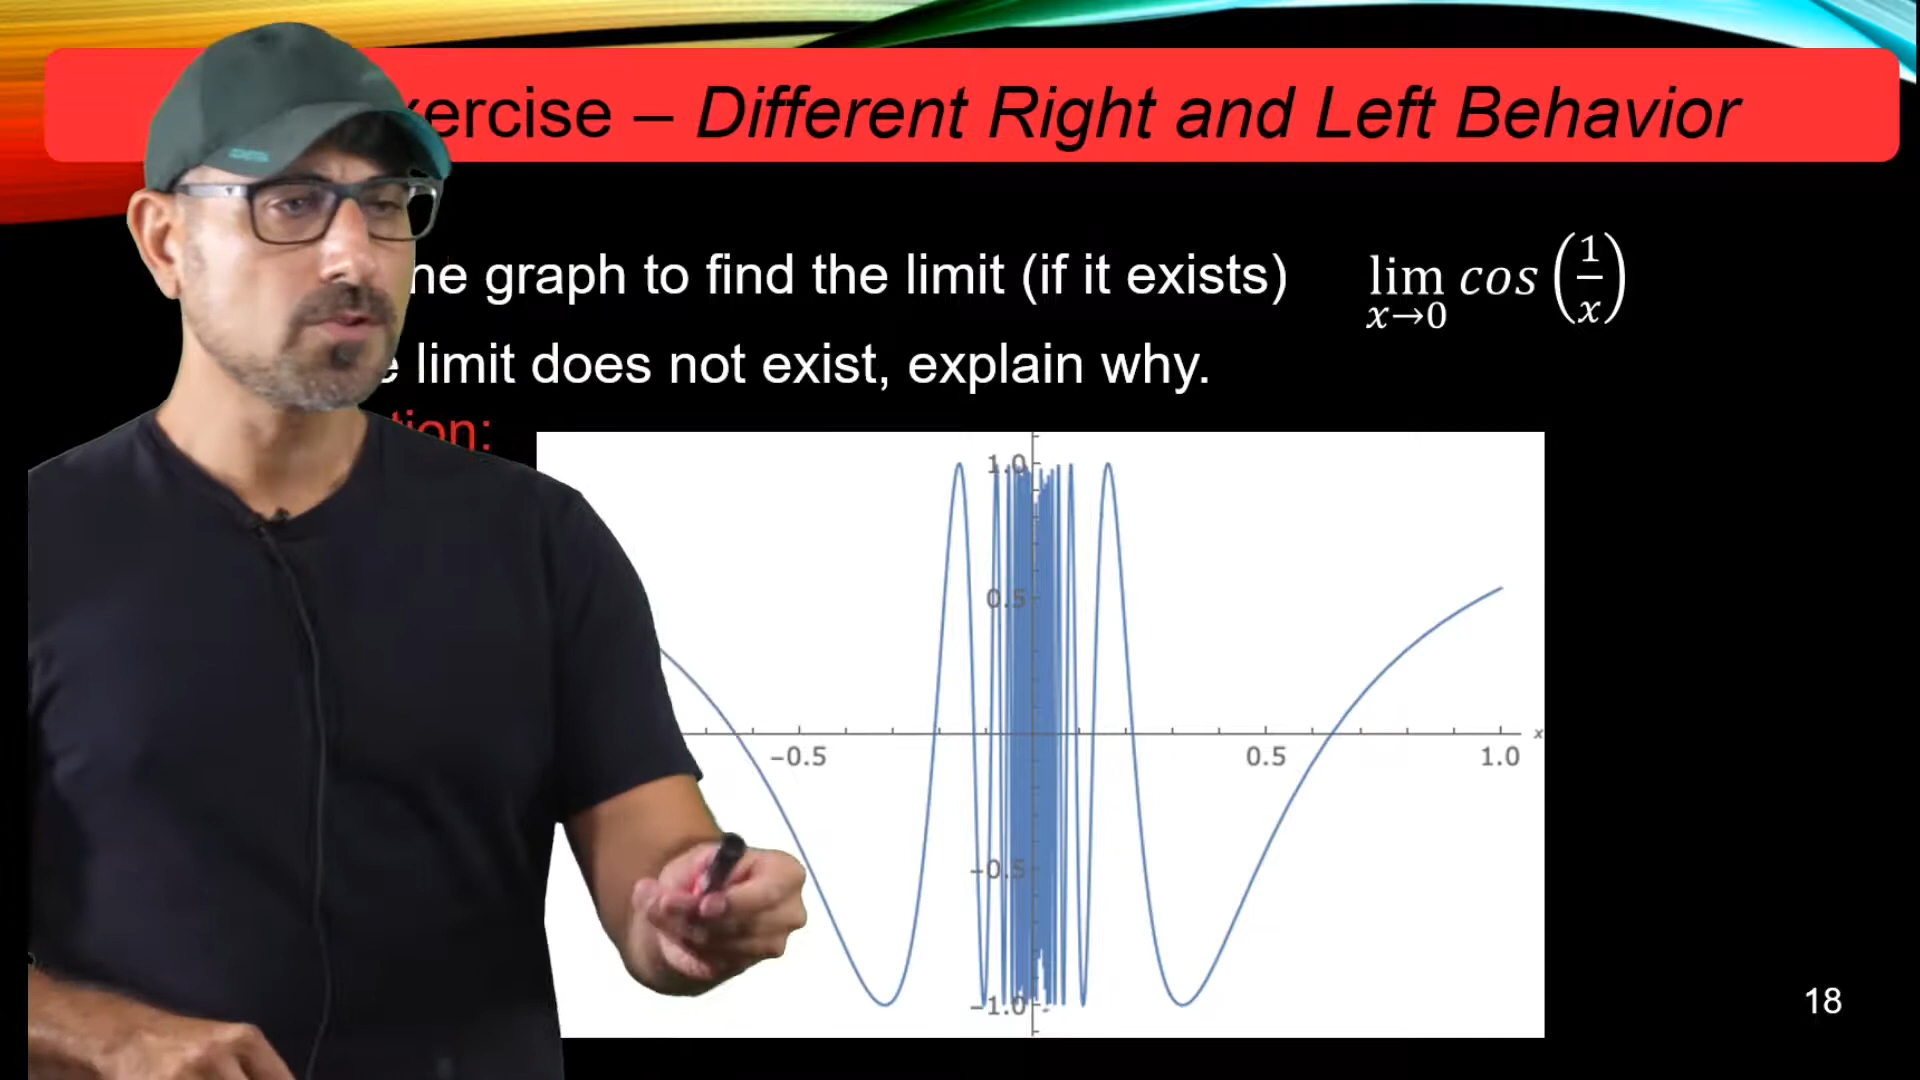 ercise – Different Right and Left Behavior
he graph to find the limit (if it exists) lim x→0 cos (1/x)
limit does not exist, explain why.
tion:
1.0
0.5
−0.5 0.5 1.0 x
−0.5
−1.0
18